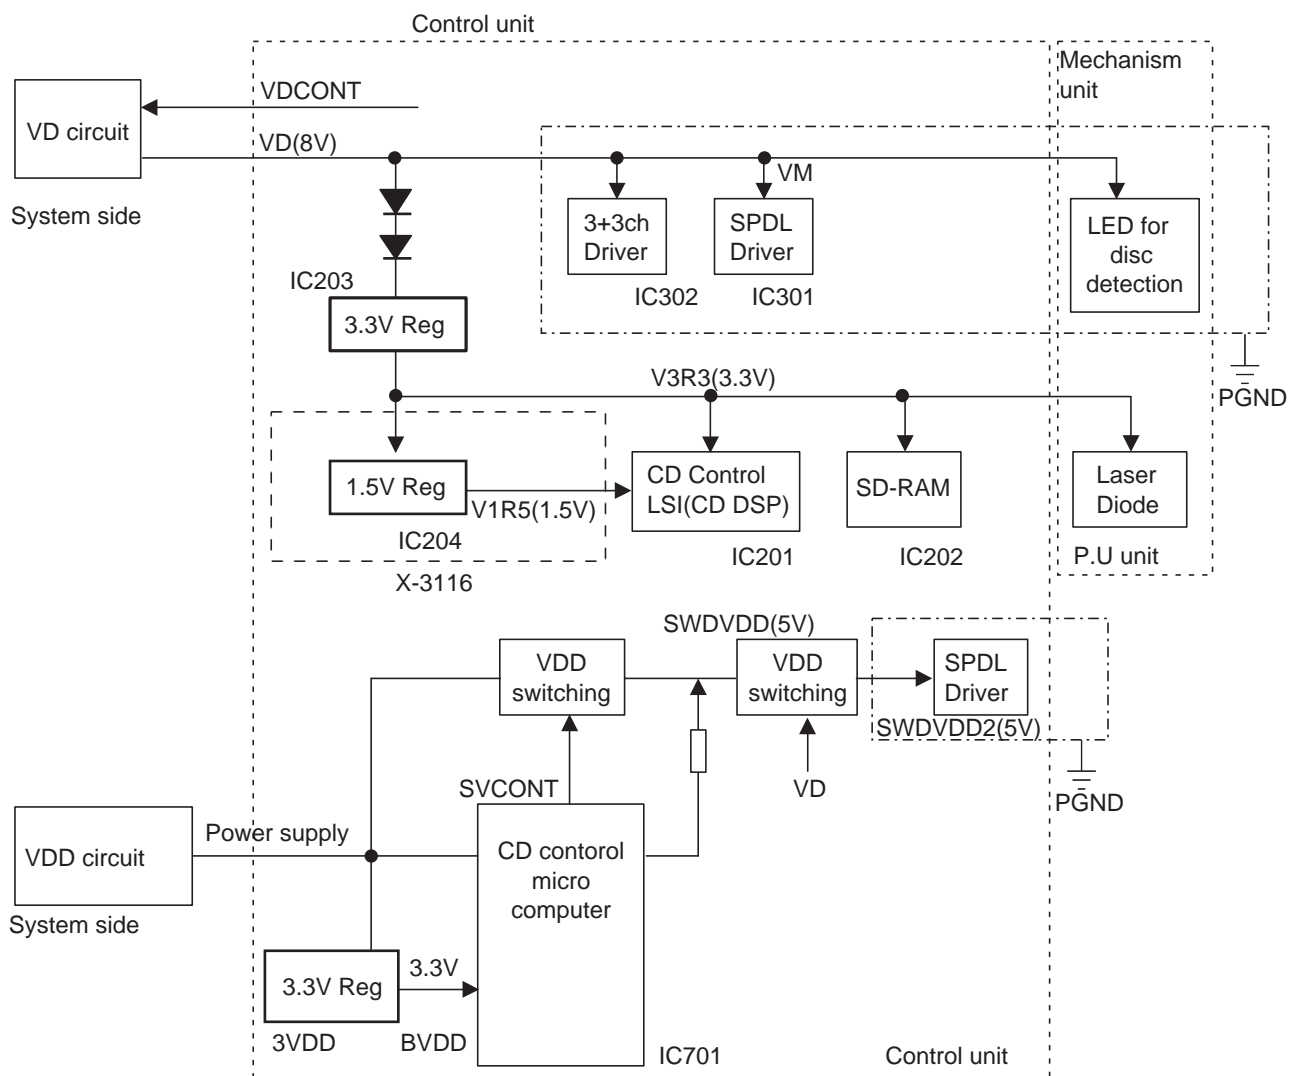 Control unit
Mechanism
unit
VDCONT
VD circuit
VD(8V)
VM
System side
3+3ch
Driver
SPDL
Driver
LED for
disc
detection
IC203
IC302
IC301
3.3V Reg
V3R3(3.3V)
PGND
1.5V Reg
V1R5(1.5V)
CD Control
LSI(CD DSP)
SD-RAM
Laser
Diode
IC204
IC201
IC202
P.U unit
X-3116
SWDVDD(5V)
VDD
switching
VDD
switching
SPDL
Driver
SWDVDD2(5V)
SVCONT
VD
PGND
Power supply
VDD circuit
CD contorol
micro
computer
System side
3.3V
3.3V Reg
3VDD
BVDD
IC701
Control unit